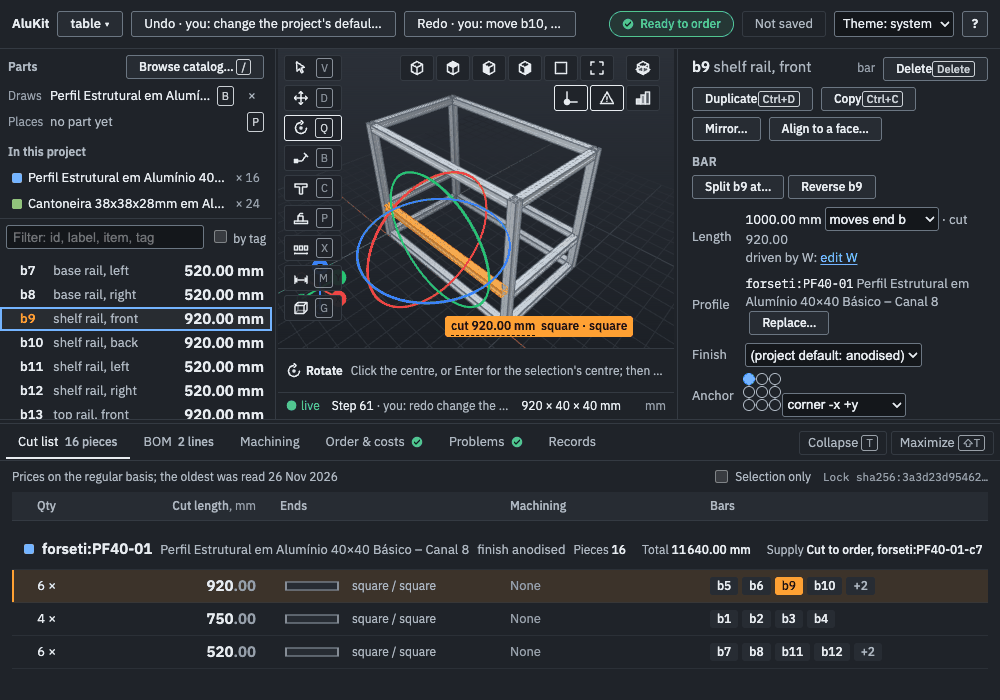 AluKit table ▾ Undo · you: change the project's defaul... Redo · you: move b10, ... Ready to order Not saved Theme: system ?
Parts Browse catalog... /
Draws Perfil Estrutural em Alumí... B ×
Places no part yet P
In this project
Perfil Estrutural em Alumínio 40... × 16
Cantoneira 38x38x28mm em Al... × 24
Filter: id, label, item, tag by tag
b7 base rail, left 520.00 mm
b8 base rail, right 520.00 mm
b9 shelf rail, front 920.00 mm
b10 shelf rail, back 920.00 mm
b11 shelf rail, left 520.00 mm
b12 shelf rail, right 520.00 mm
b13 top rail, front 920.00 mm
V
D
Q
B
C
P
X
M
G
cut 920.00 mm square · square
Rotate Click the centre, or Enter for the selection's centre; then ...
live Step 61 · you: redo change the ... 920 × 40 × 40 mm mm
b9 shelf rail, front bar Delete Delete
Duplicate Ctrl+D Copy Ctrl+C
Mirror... Align to a face...
BAR
Split b9 at... Reverse b9
Length 1000.00 mm moves end b · cut
920.00
driven by W: edit W
Profile forseti:PF40-01 Perfil Estrutural em
Alumínio 40×40 Básico – Canal 8
Replace...
Finish (project default: anodised)
Anchor corner -x +y
Cut list 16 pieces BOM 2 lines Machining Order & costs Problems Records Collapse T Maximize ⇧T
Prices on the regular basis; the oldest was read 26 Nov 2026 Selection only Lock sha256:3a3d23d95462...
Qty Cut length, mm Ends Machining Bars
forseti:PF40-01 Perfil Estrutural em Alumínio 40×40 Básico – Canal 8 finish anodised Pieces 16 Total 11640.00 mm Supply Cut to order, forseti:PF40-01-c7
6 × 920.00 square / square None b5 b6 b9 b10 +2
4 × 750.00 square / square None b1 b2 b3 b4
6 × 520.00 square / square None b7 b8 b11 b12 +2